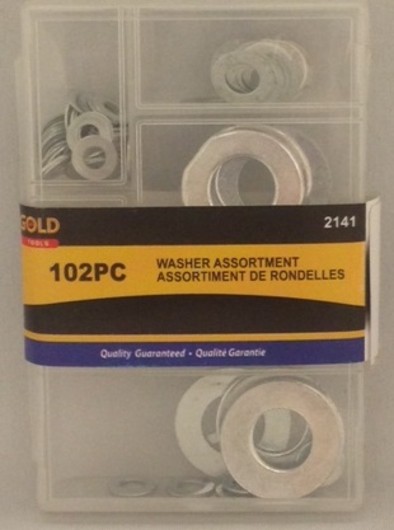 GOLD
TOOLS
2141
102PC
WASHER ASSORTMENT
ASSORTIMENT DE RONDELLES
Quality Guaranteed • Qualité Garantie